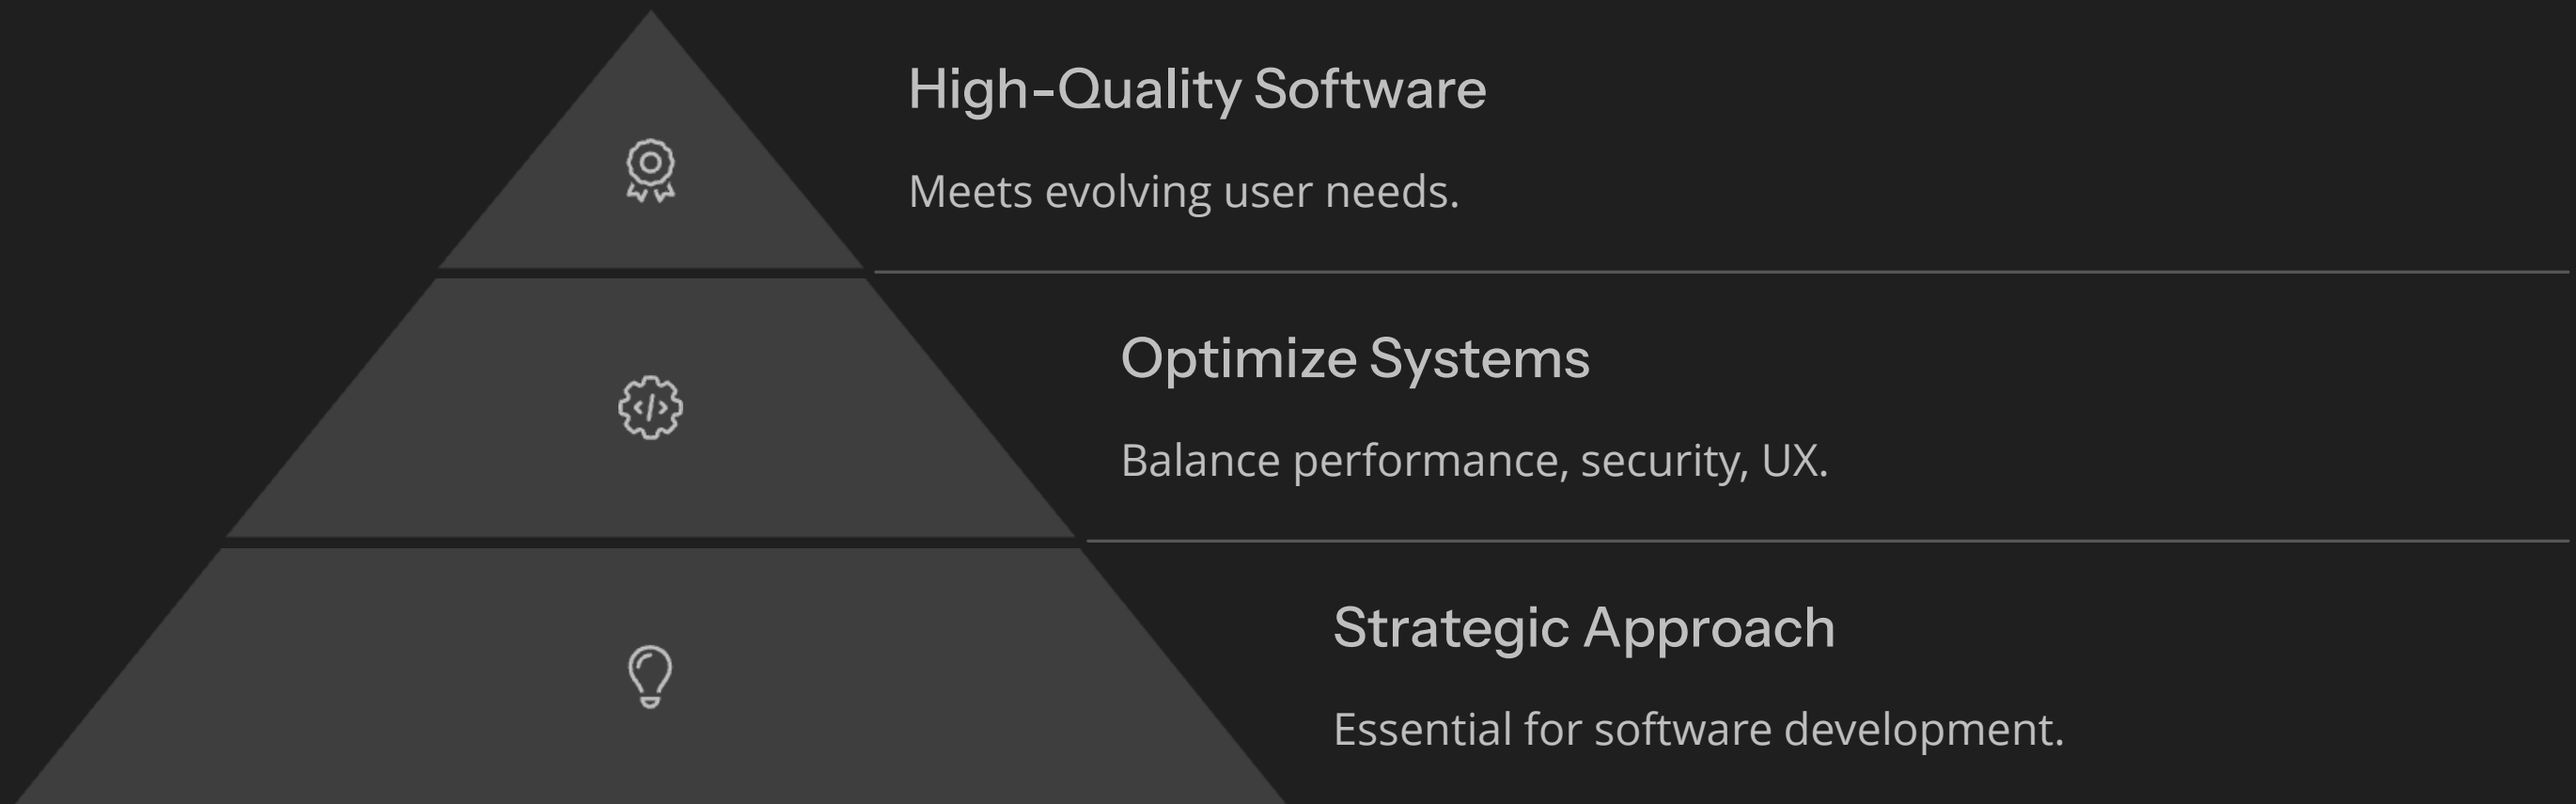 High-Quality Software
Meets evolving user needs.
Optimize Systems
Balance performance, security, UX.
Strategic Approach
Essential for software development.